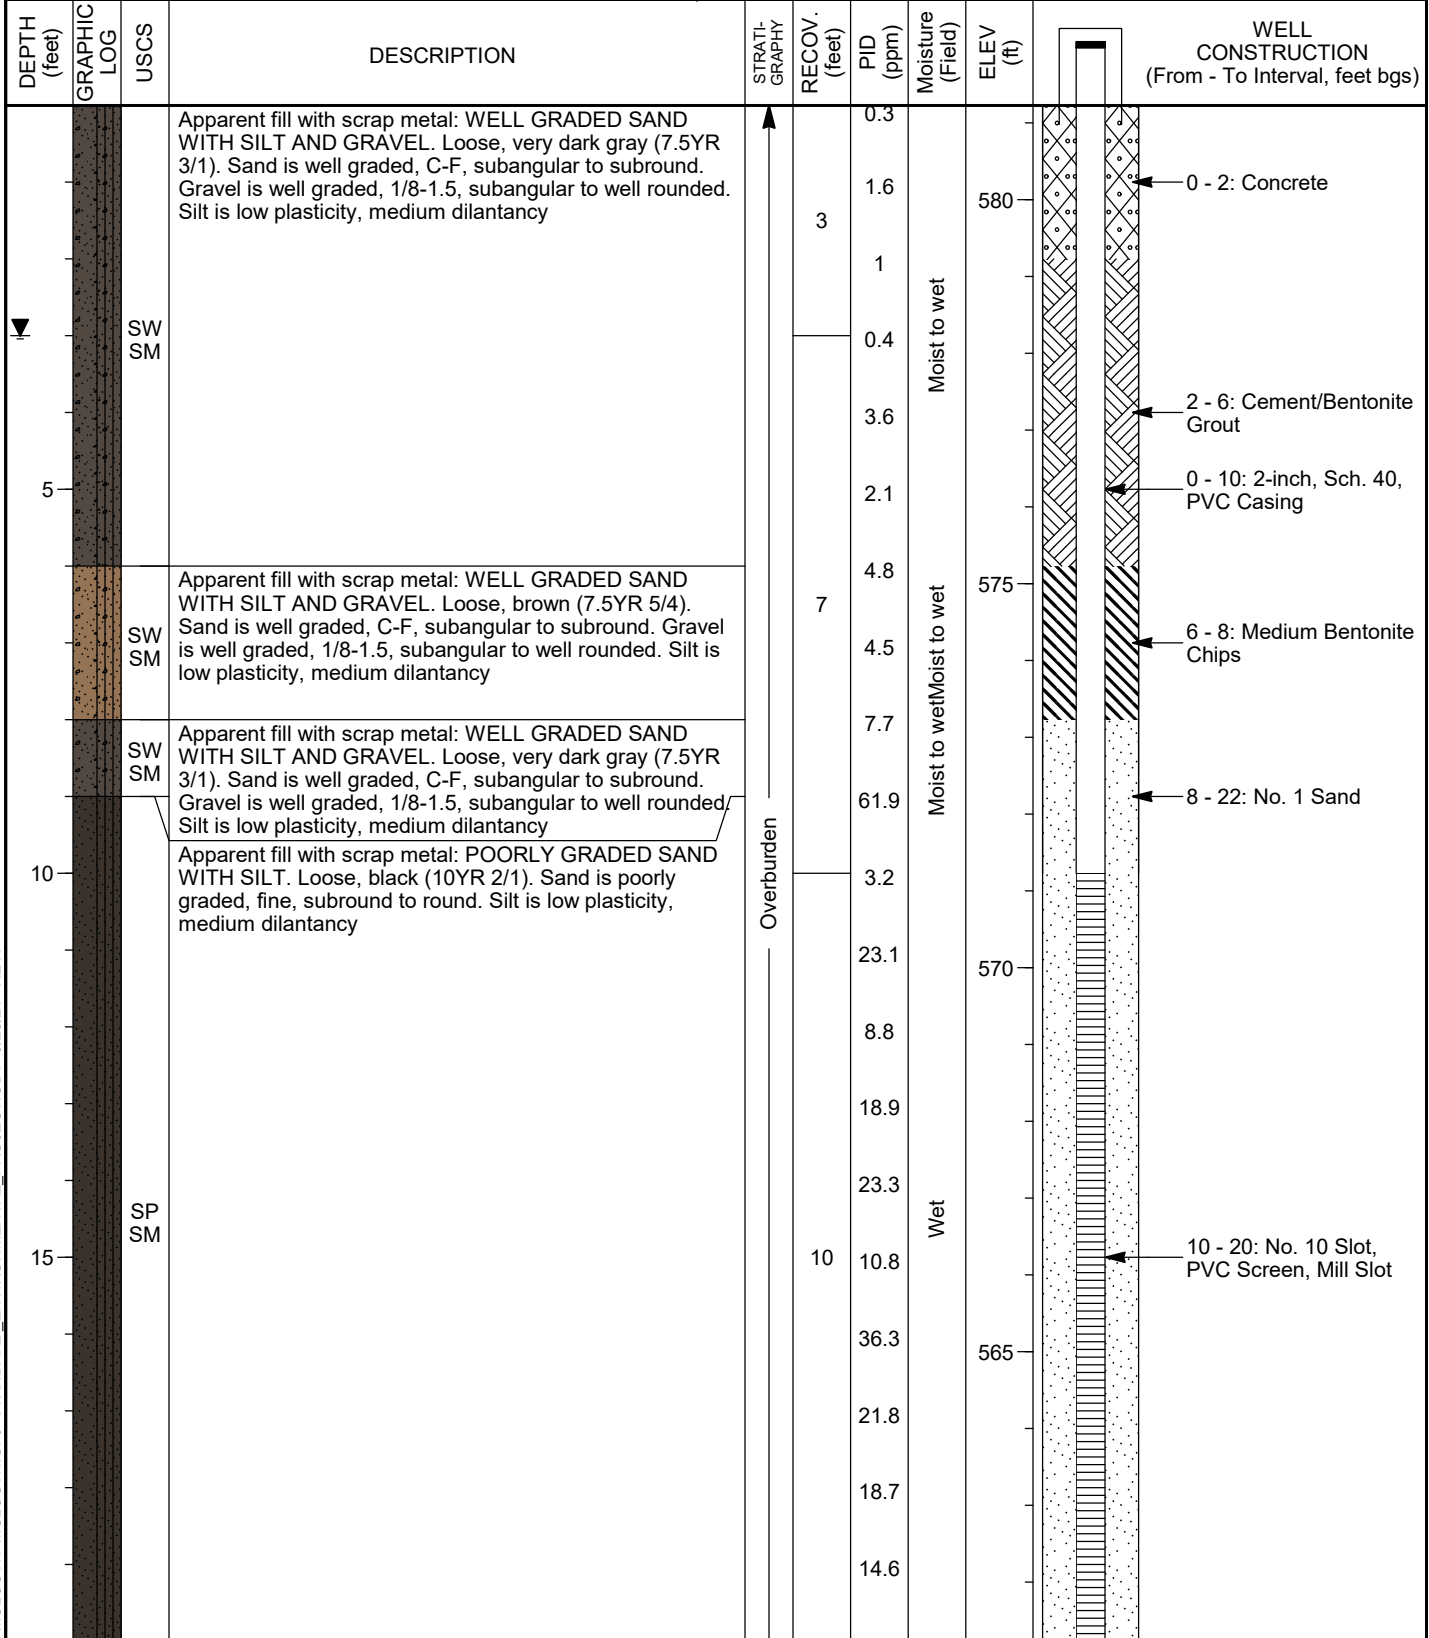 DEPTH
(feet)
GRAPHIC
LOG
USCS
DESCRIPTION
STRATI-
GRAPHY
RECOV.
(feet)
PID
(ppm)
Moisture
(Field)
ELEV
(ft)
WELL
CONSTRUCTION
(From - To Interval, feet bgs)
Apparent fill with scrap metal: WELL GRADED SAND
WITH SILT AND GRAVEL. Loose, very dark gray (7.5YR
3/1). Sand is well graded, C-F, subangular to subround.
Gravel is well graded, 1/8-1.5, subangular to well rounded.
Silt is low plasticity, medium dilantancy
SW
SM
5
Apparent fill with scrap metal: WELL GRADED SAND
WITH SILT AND GRAVEL. Loose, brown (7.5YR 5/4).
Sand is well graded, C-F, subangular to subround. Gravel
is well graded, 1/8-1.5, subangular to well rounded. Silt is
low plasticity, medium dilantancy
SW
SM
Apparent fill with scrap metal: WELL GRADED SAND
WITH SILT AND GRAVEL. Loose, very dark gray (7.5YR
3/1). Sand is well graded, C-F, subangular to subround.
Gravel is well graded, 1/8-1.5, subangular to well rounded.
Silt is low plasticity, medium dilantancy
SW
SM
Apparent fill with scrap metal: POORLY GRADED SAND
WITH SILT. Loose, black (10YR 2/1). Sand is poorly
graded, fine, subround to round. Silt is low plasticity,
medium dilantancy
10
SP
SM
15
Overburden
3
7
10
0.3
1.6
1
0.4
3.6
2.1
4.8
4.5
7.7
61.9
3.2
23.1
8.8
18.9
23.3
10.8
36.3
21.8
18.7
14.6
Moist to wet
Moist to wet
Moist to wet
Wet
580
575
570
565
0 - 2: Concrete
2 - 6: Cement/Bentonite
Grout
0 - 10: 2-inch, Sch. 40,
PVC Casing
6 - 8: Medium Bentonite
Chips
8 - 22: No. 1 Sand
10 - 20: No. 10 Slot,
PVC Screen, Mill Slot